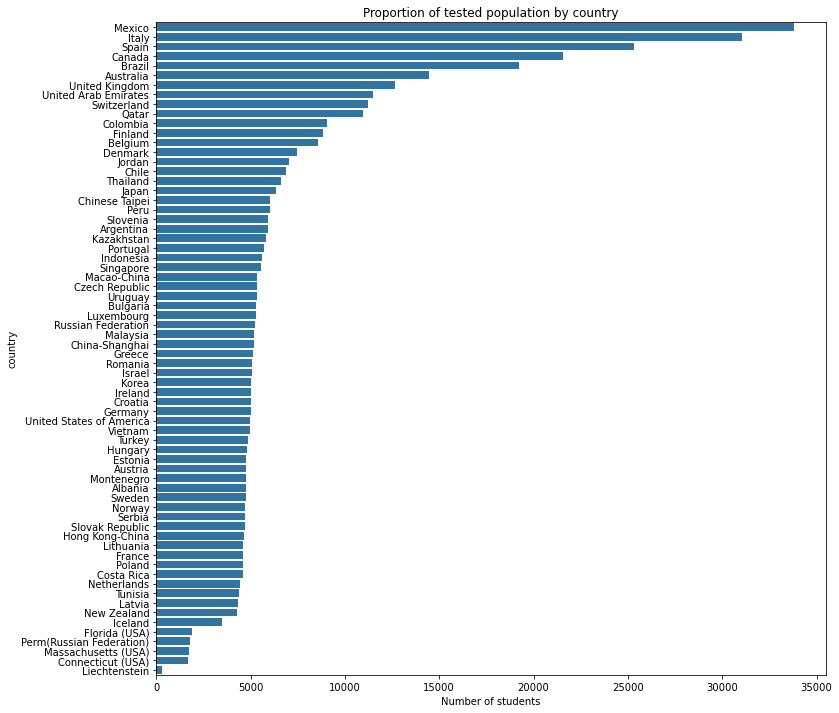 Proportion of tested population by country
Mexico
Italy
Spain
Canada
Brazil
Australia
United Kingdom
United Arab Emirates
Switzerland
Qatar
Colombia
Finland
Belgium
Denmark
Jordan
Chile
Thailand
Japan
Chinese Taipei
Peru
Slovenia
Argentina
Kazakhstan
Portugal
Indonesia
Singapore
Macao-China
Czech Republic
Uruguay
Bulgaria
Luxembourg
Russian Federation
Malaysia
China-Shanghai
Greece
Romania
Israel
Korea
Ireland
Croatia
Germany
United States of America
Vietnam
Turkey
Hungary
Estonia
Austria
Montenegro
Albania
Sweden
Norway
Serbia
Slovak Republic
Hong Kong-China
Lithuania
France
Poland
Costa Rica
Netherlands
Tunisia
Latvia
New Zealand
Iceland
Florida (USA)
Perm(Russian Federation)
Massachusetts (USA)
Connecticut (USA)
Liechtenstein
country
0 5000 10000 15000 20000 25000 30000 35000
Number of students